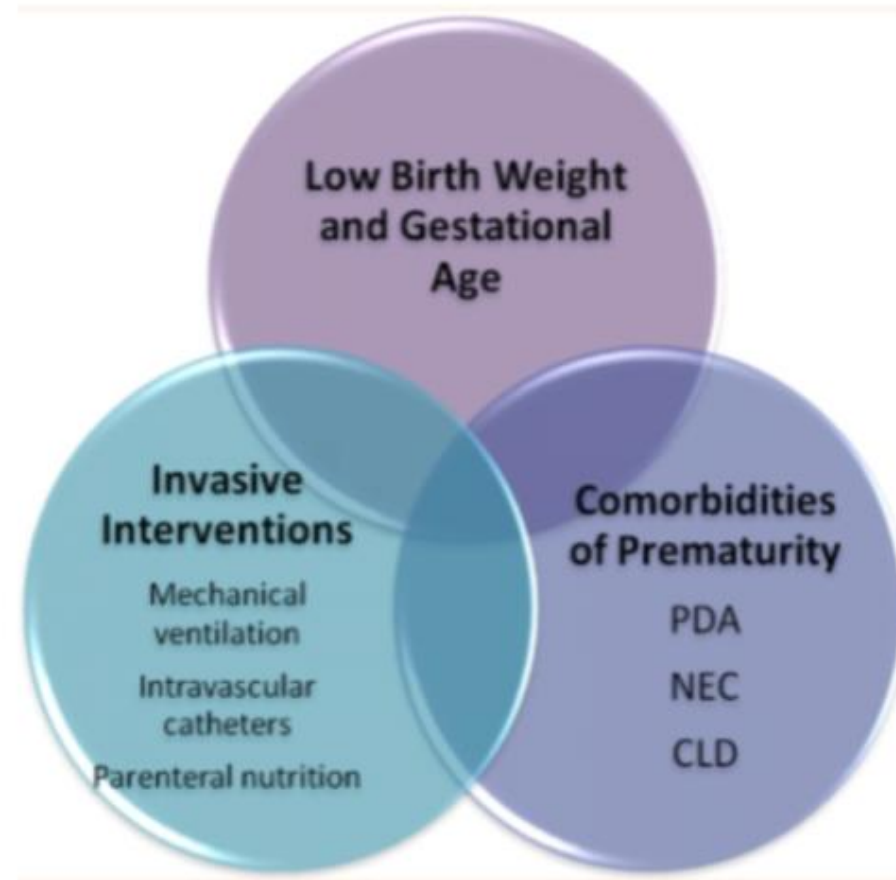 Low Birth Weight
and Gestational
Age
Invasive
Interventions
Mechanical
ventilation
Intravascular
catheters
Parenteral nutrition
Comorbidities
of Prematurity
PDA
NEC
CLD